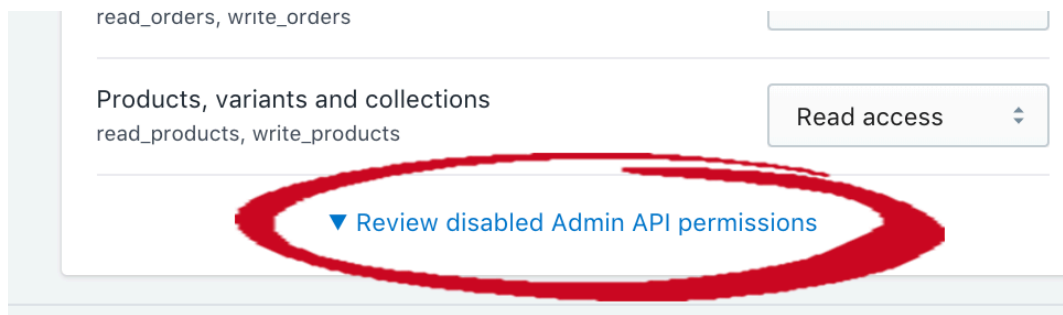 read_orders, write_orders
Products, variants and collections
read_products, write_products
Read access
▼ Review disabled Admin API permissions